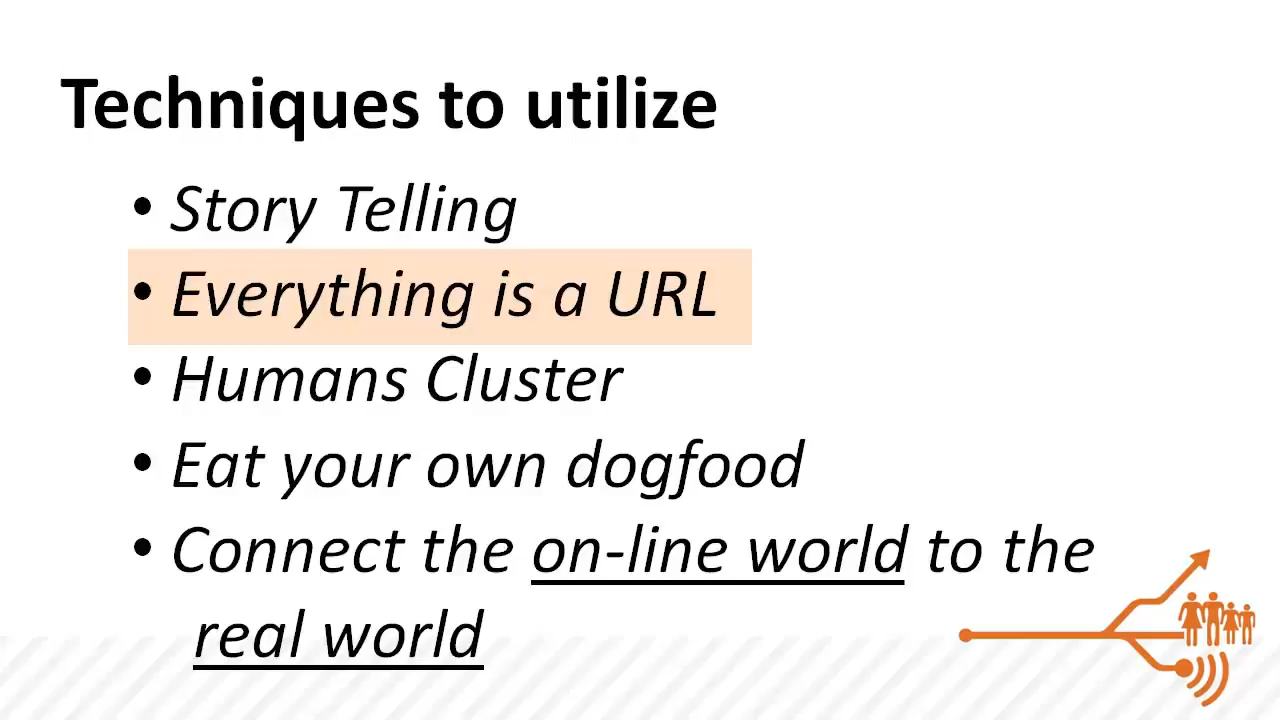 Techniques to utilize
• Story Telling
• Everything is a URL
• Humans Cluster
• Eat your own dogfood
• Connect the on-line world to the
real world